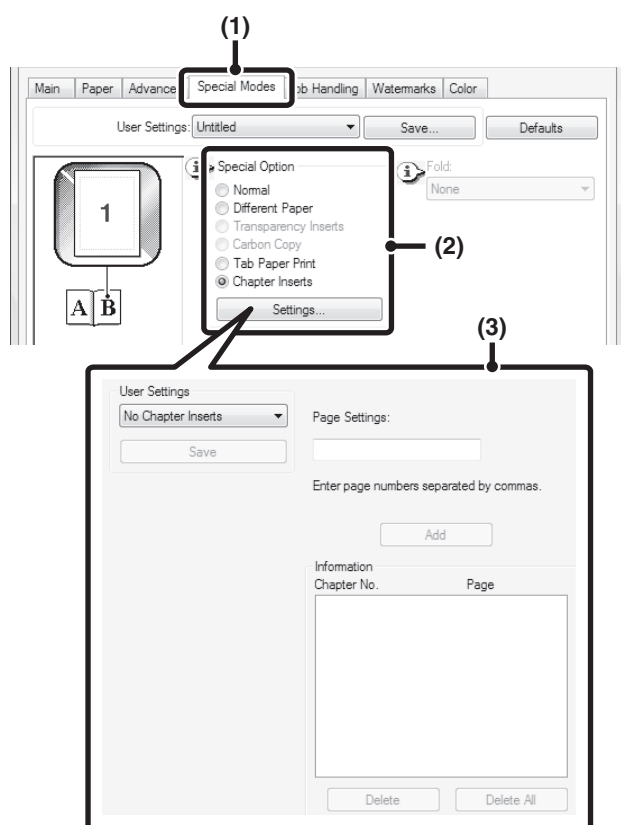 (1)
Main Paper Advance Special Modes ob Handling Watermarks Color
User Settings: Untitled Save... Defaults
Special Option
Fold:
Normal
None
1
Different Paper
Transparency Inserts
Carbon Copy
(2)
Tab Paper Print
Chapter Inserts
A B
Settings...
(3)
User Settings
No Chapter Inserts
Page Settings:
Save
Enter page numbers separated by commas.
Add
Information
Chapter No. Page
Delete Delete All